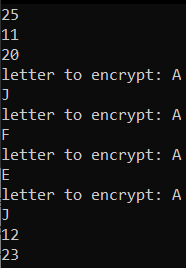 25
11
20
letter to encrypt: A
J
letter to encrypt: A
F
letter to encrypt: A
E
letter to encrypt: A
J
12
23